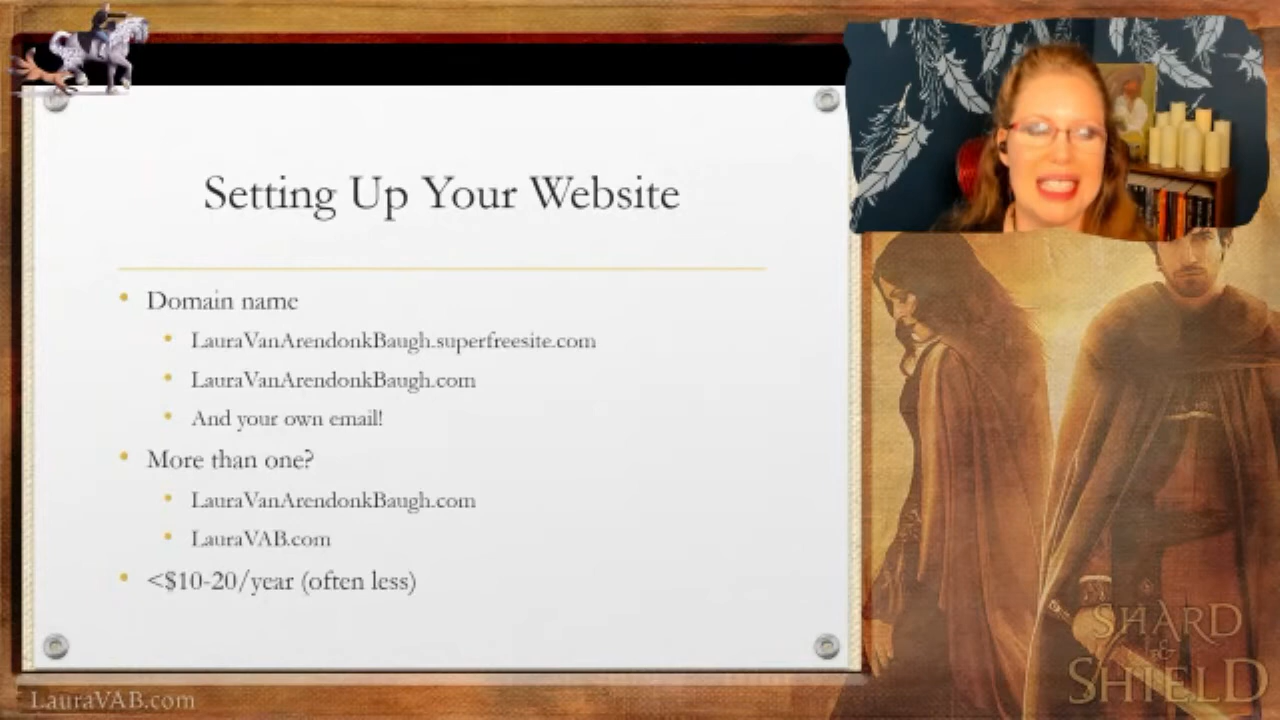 Setting Up Your Website
Domain name
LauraVanArendonkBaugh.superfreesite.com
LauraVanArendonkBaugh.com
And your own email!
More than one?
LauraVanArendonkBaugh.com
LauraVAB.com
<$10-20/year (often less)
LauraVAB.com
SHARD
&
SHIELD